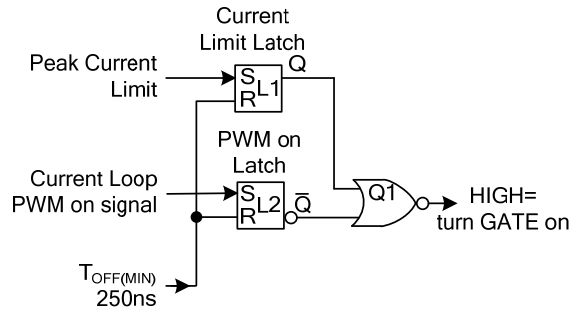 Current
Limit Latch
Peak Current
Limit
S
R
L1
Q
PWM on
Latch
Current Loop
PWM on signal
S
R
L2
Q̅
Q1
HIGH=
turn GATE on
TOFF(MIN)
250ns